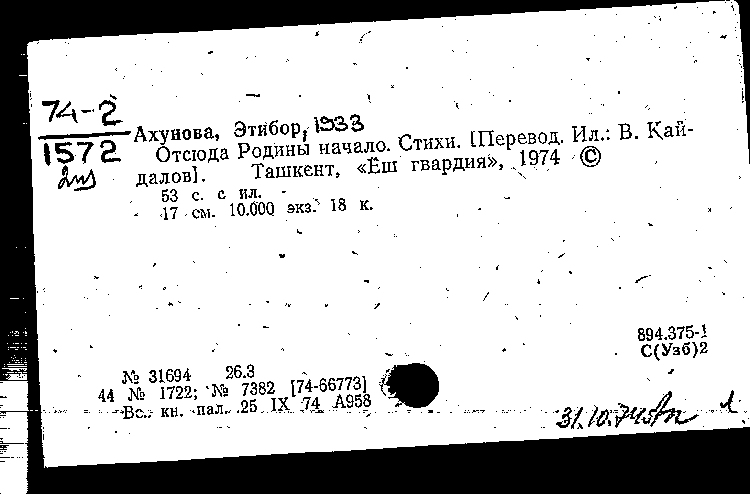 74-2
1572
Ахунова, Этибор, 1933
Отсюда Родины начало. Стихи. [Перевод. Ил.: В. Кай-
далов]. Ташкент, «Ёш гвардия», 1974 ©
53 с. с ил.
17 см. 10.000 экз. 18 к.
894.375-1
С(Узб)2
№ 31694 26.3
44 № 1722; № 7382 [74-66773]
Вс. кн. пал. 25 IX 74 А958
31.10.74